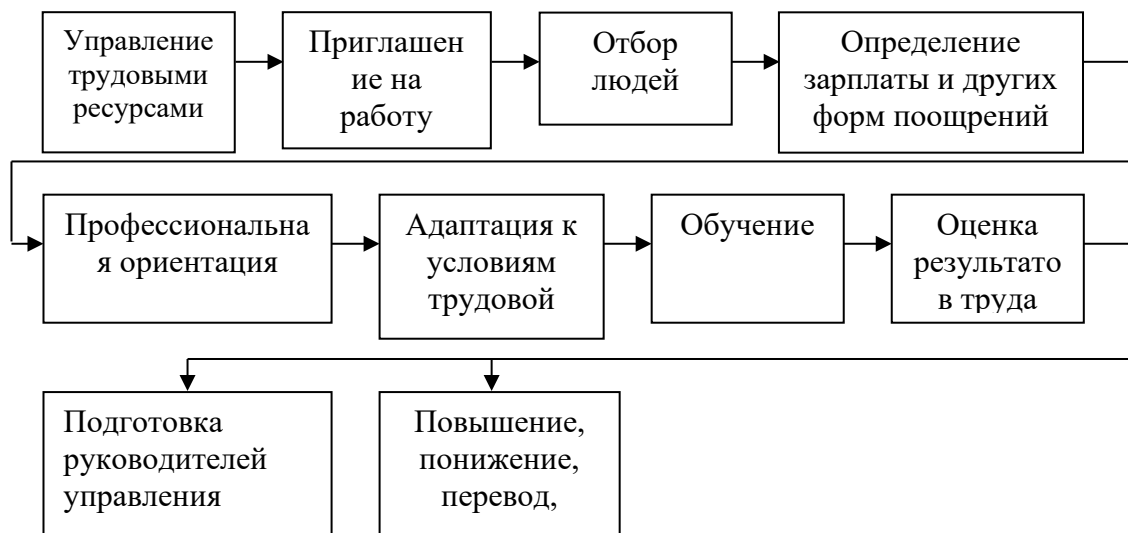 Управление
трудовыми
ресурсами
Приглашен
ие на
работу
Отбор
людей
Определение
зарплаты и других
форм поощрений
Профессиональна
я ориентация
Адаптация к
условиям
трудовой
Обучение
Оценка
результато
в труда
Подготовка
руководителей
управления
Повышение,
понижение,
перевод,